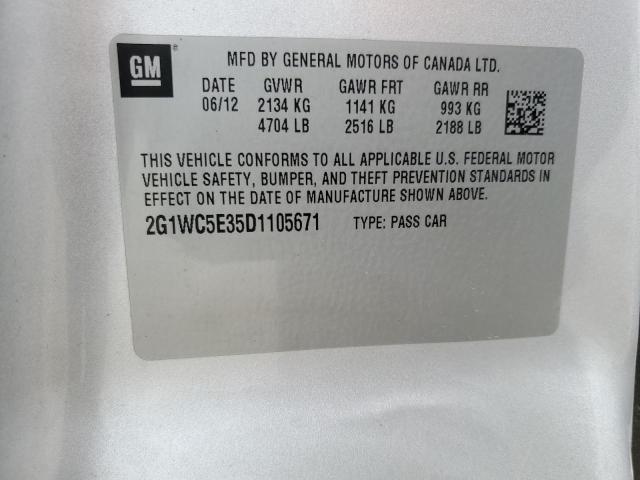 GM
MFD BY GENERAL MOTORS OF CANADA LTD.
DATE GVWR GAWR FRT GAWR RR
06/12 2134 KG 1141 KG 993 KG
4704 LB 2516 LB 2188 LB
THIS VEHICLE CONFORMS TO ALL APPLICABLE U.S. FEDERAL MOTOR
VEHICLE SAFETY, BUMPER, AND THEFT PREVENTION STANDARDS IN
EFFECT ON THE DATE OF MANUFACTURE SHOWN ABOVE.
2G1WC5E35D1105671 TYPE: PASS CAR